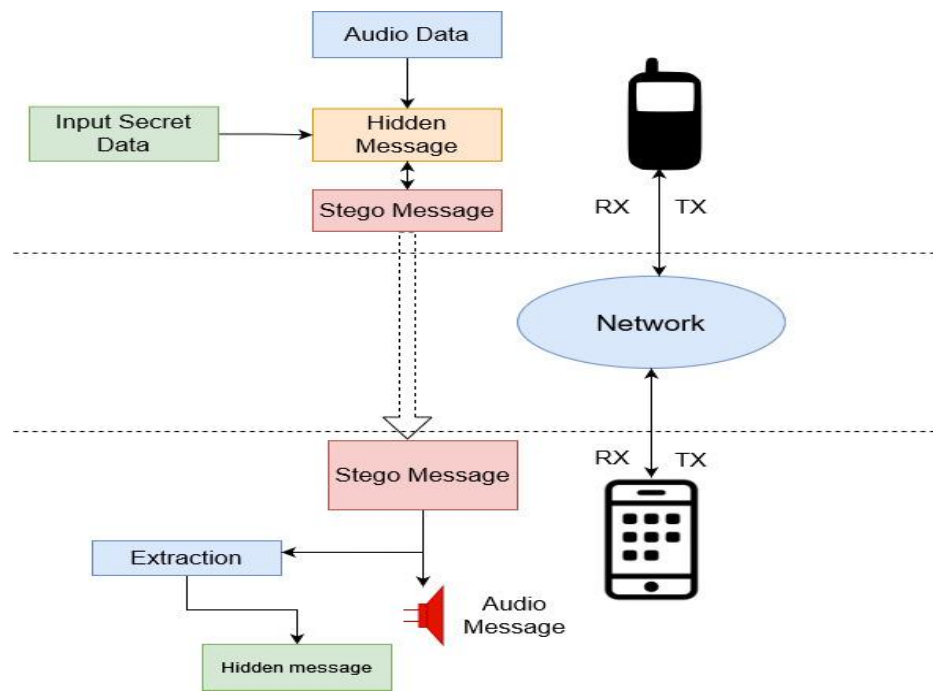 Audio Data
Input Secret
Data
Hidden
Message
Stego Message
RX
TX
Network
Stego Message
RX
TX
Extraction
Audio
Message
Hidden message